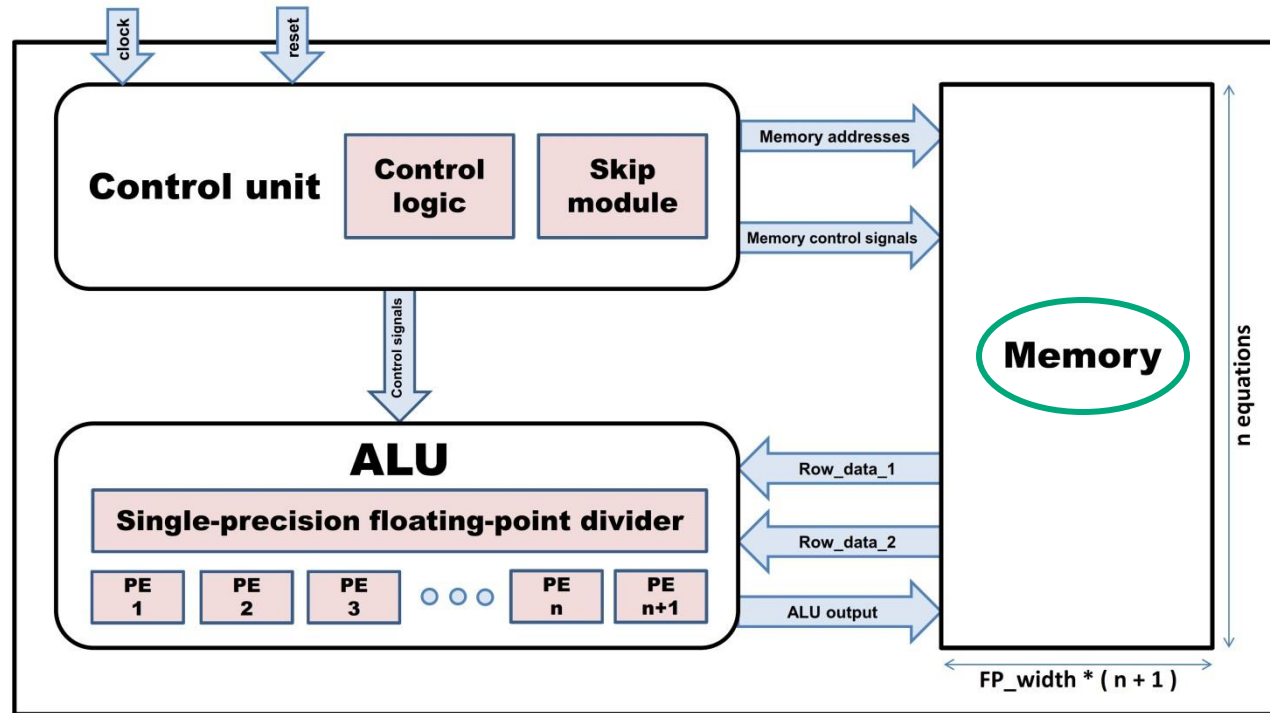 clock
reset
Control unit
Control
logic
Skip
module
Memory addresses
Memory control signals
Control signals
Memory
n equations
ALU
Single-precision floating-point divider
PE
1
PE
2
PE
3
PE
n
PE
n+1
Row_data_1
Row_data_2
ALU output
FP_width * ( n + 1 )